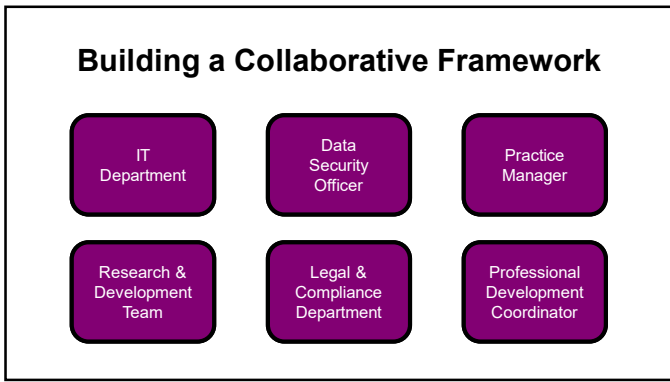 Building a Collaborative Framework
IT
Department
Data
Security
Officer
Practice
Manager
Research &
Development
Team
Legal &
Compliance
Department
Professional
Development
Coordinator